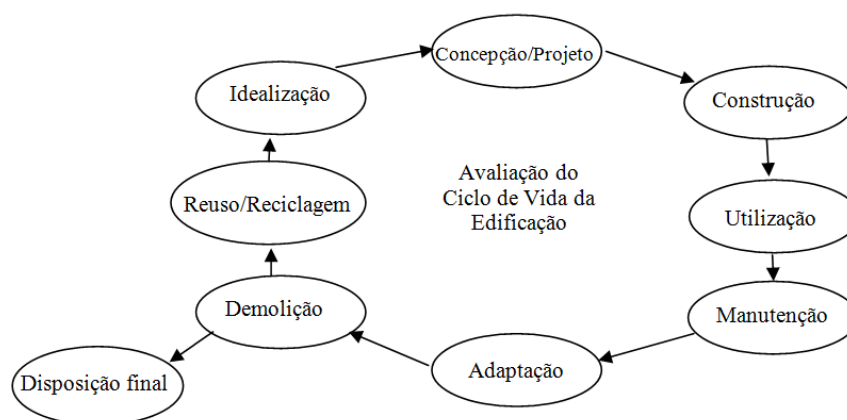 Concepção/Projeto
Idealização
Construção
Avaliação do
Ciclo de Vida da
Edificação
Reuso/Reciclagem
Utilização
Demolição
Manutenção
Adaptação
Disposição final